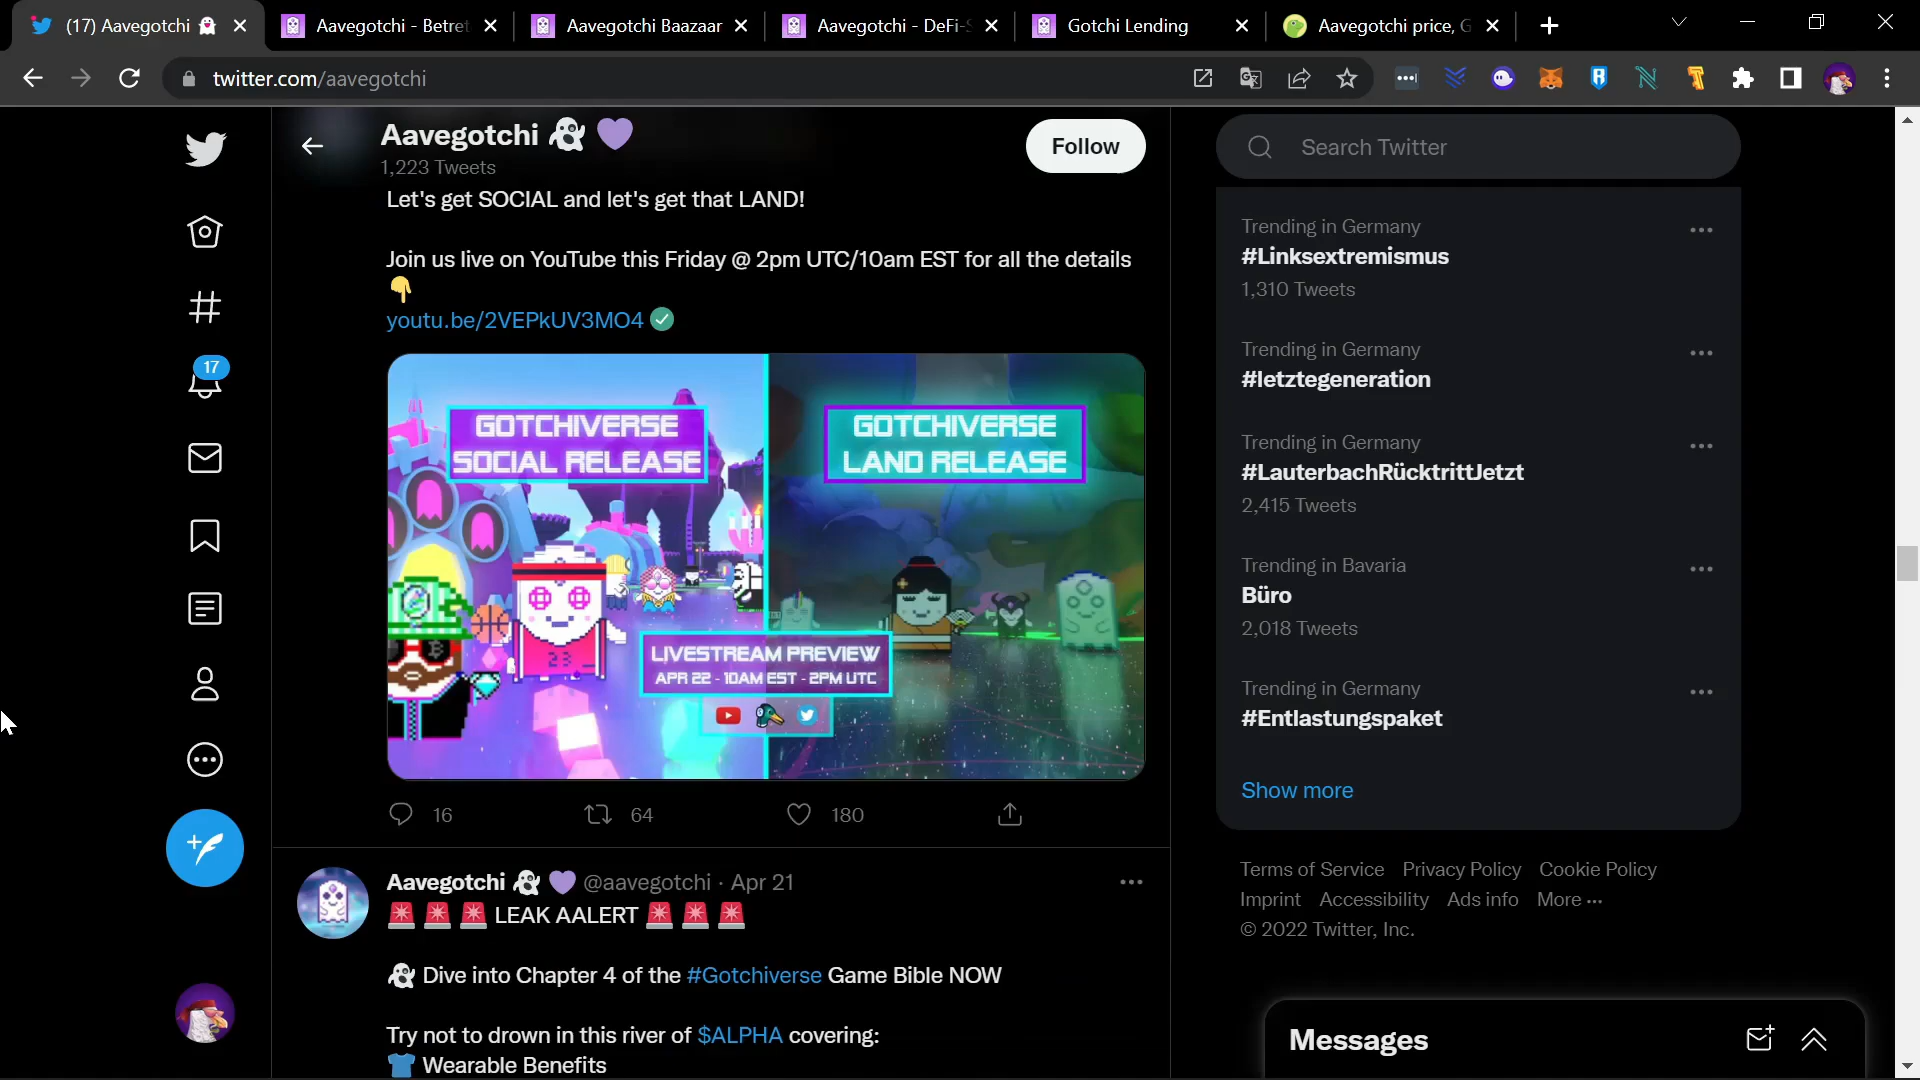 (17) Aavegotchi
Aavegotchi - Betret
Aavegotchi Baazaar
Aavegotchi - DeFi-S
Gotchi Lending
Aavegotchi price, G
twitter.com/aavegotchi
Aavegotchi
1,223 Tweets
Follow
Let's get SOCIAL and let's get that LAND!
Join us live on YouTube this Friday @ 2pm UTC/10am EST for all the details
👇
youtu.be/2VEPkUV3MO4 ✅
GOTCHIVERSE
SOCIAL RELEASE
GOTCHIVERSE
LAND RELEASE
23
LIVESTREAM PREVIEW
APR 22 - 10AM EST - 2PM UTC
16
64
180
Aavegotchi 👻 💜 @aavegotchi · Apr 21
🚨 🚨 🚨 LEAK AALERT 🚨 🚨 🚨
👻 Dive into Chapter 4 of the #Gotchiverse Game Bible NOW
Try not to drown in this river of $ALPHA covering:
👕 Wearable Benefits
17
Search Twitter
Trending in Germany
#Linksextremismus
1,310 Tweets
Trending in Germany
#letztegeneration
Trending in Germany
#LauterbachRücktrittJetzt
2,415 Tweets
Trending in Bavaria
Büro
2,018 Tweets
Trending in Germany
#Entlastungspaket
Show more
Terms of Service Privacy Policy Cookie Policy
Imprint Accessibility Ads info More ···
© 2022 Twitter, Inc.
Messages